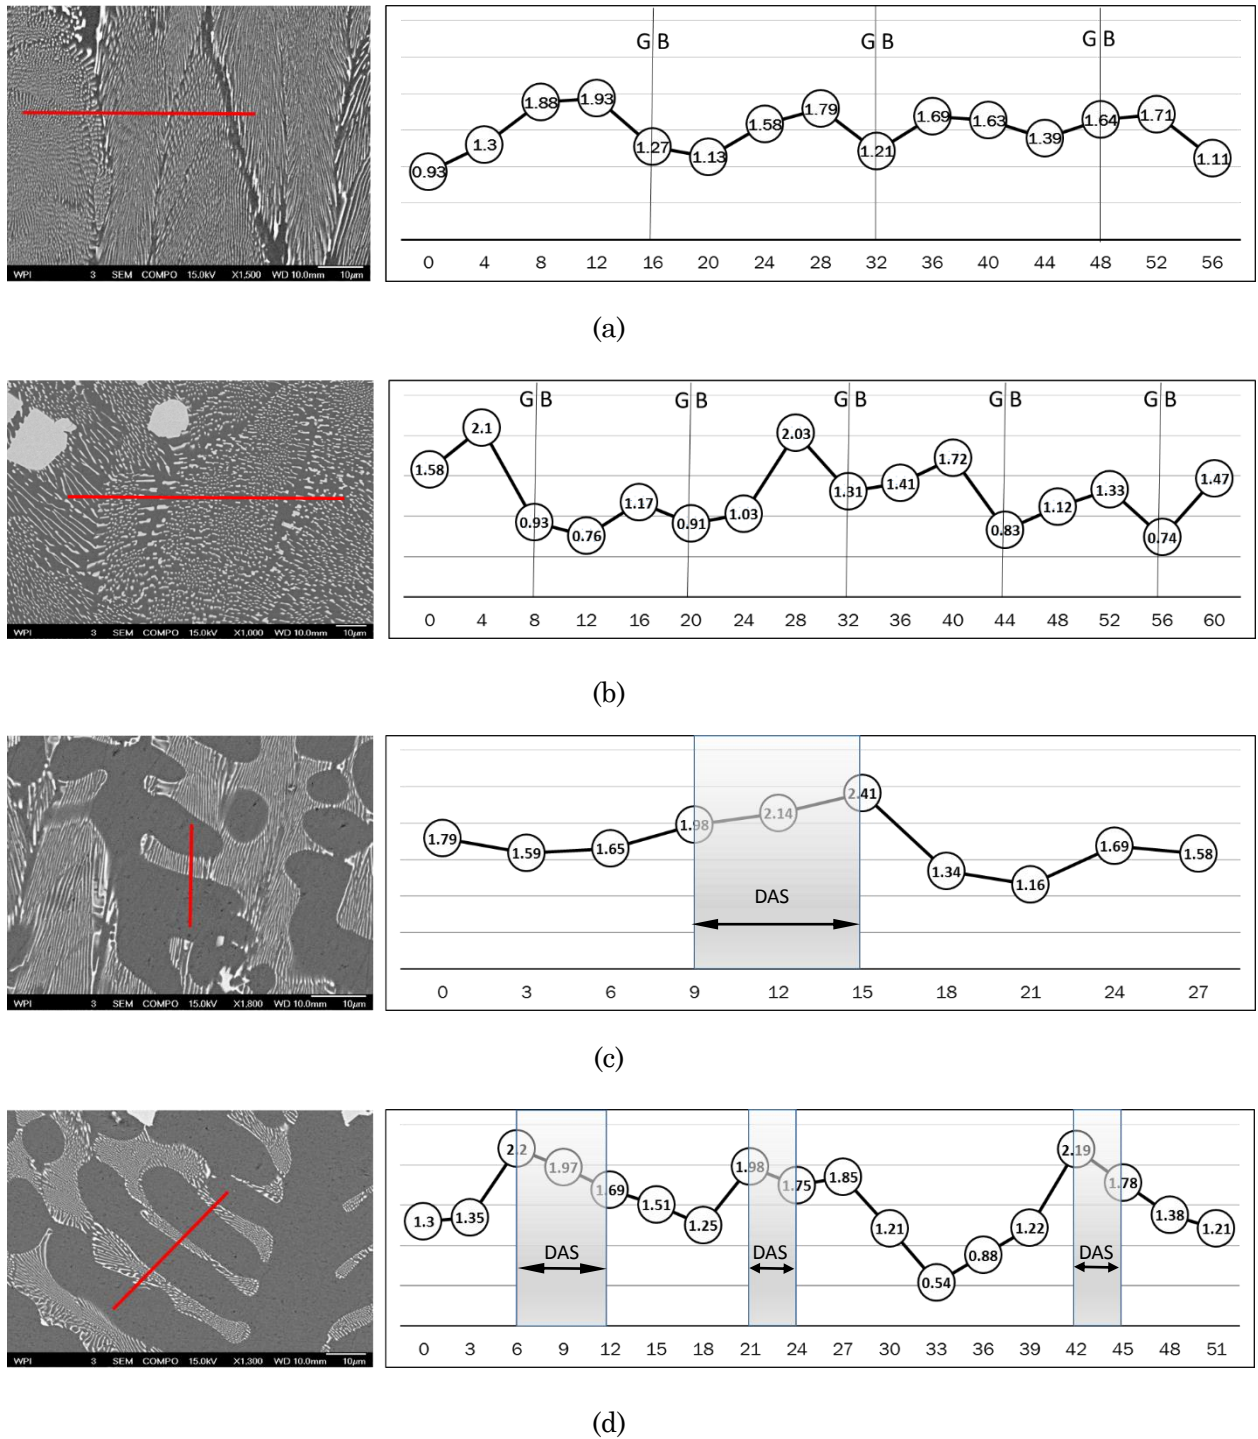 G B G B G B
0.93 1.3 1.88 1.93 1.27 1.13 1.58 1.79 1.21 1.69 1.63 1.39 1.64 1.71 1.11
WPI 3 SEM COMPO 15.0kV X1,500 WD 10.0mm 10µm
0 4 8 12 16 20 24 28 32 36 40 44 48 52 56
(a)
G B G B G B G B G B
1.58 2.1 0.93 0.76 1.17 0.91 1.03 2.03 1.31 1.41 1.72 0.83 1.12 1.33 0.74 1.47
WPI 3 SEM COMPO 15.0kV X1,000 WD 10.0mm 10µm
0 4 8 12 16 20 24 28 32 36 40 44 48 52 56 60
(b)
1.79 1.59 1.65 1.98 2.14 2.41 1.34 1.16 1.69 1.58
DAS
WPI 3 SEM COMPO 15.0kV X1,800 WD 10.0mm 10µm
0 3 6 9 12 15 18 21 24 27
(c)
1.3 1.35 2.2 1.97 1.69 1.51 1.25 1.98 1.75 1.85 1.21 0.54 0.88 1.22 2.19 1.78 1.38 1.21
DAS DAS DAS
WPI 3 SEM COMPO 15.0kV X1,300 WD 10.0mm 10µm
0 3 6 9 12 15 18 21 24 27 30 33 36 39 42 45 48 51
(d)